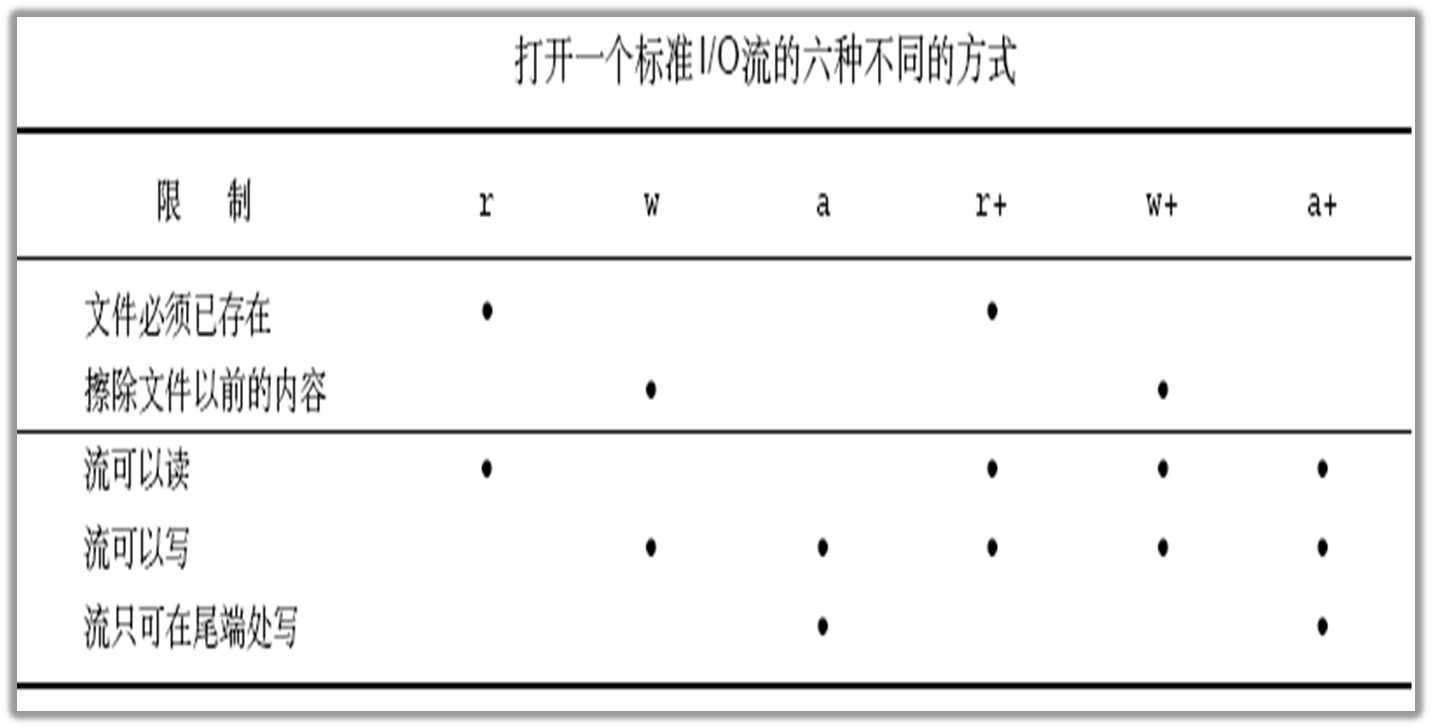 打开一个标准I/O流的六种不同的方式
限 制 r w a r+ w+ a+
文件必须已存在 • •
擦除文件以前的内容 • •
流可以读 • • • •
流可以写 • • • • •
流只可在尾端处写 • •